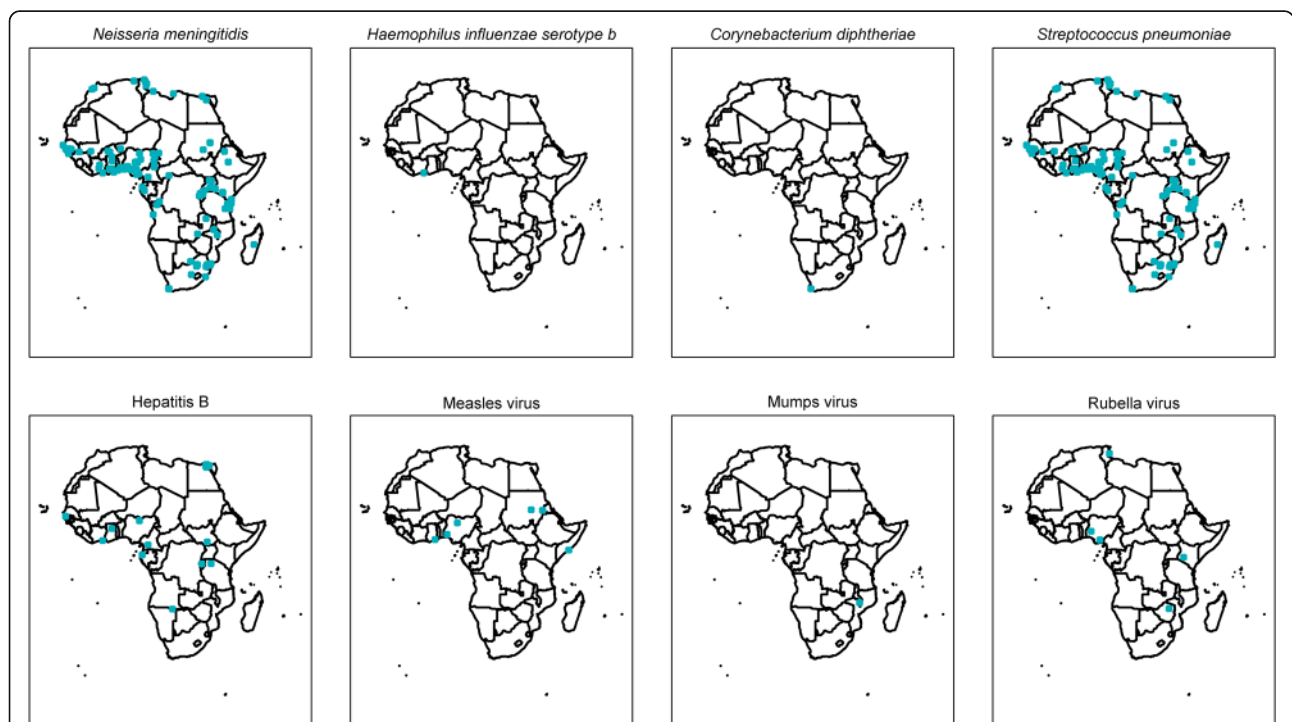 Neisseria meningitidis
Haemophilus influenzae serotype b
Corynebacterium diphtheriae
Streptococcus pneumoniae
Hepatitis B
Measles virus
Mumps virus
Rubella virus